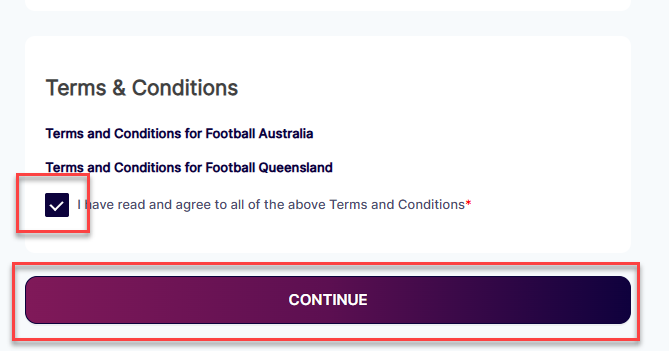 Terms & Conditions
Terms and Conditions for Football Australia
Terms and Conditions for Football Queensland
I have read and agree to all of the above Terms and Conditions*
CONTINUE